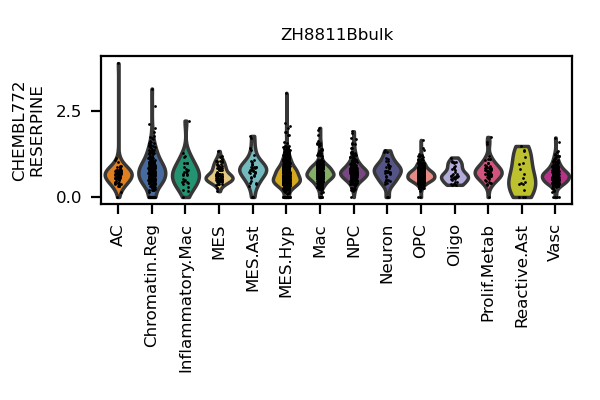 ZH8811Bbulk
CHEMBL772
RESERPINE
2.5
0.0
AC
Chromatin.Reg
Inflammatory.Mac
MES
MES.Ast
MES.Hyp
Mac
NPC
Neuron
OPC
Oligo
Prolif.Metab
Reactive.Ast
Vasc